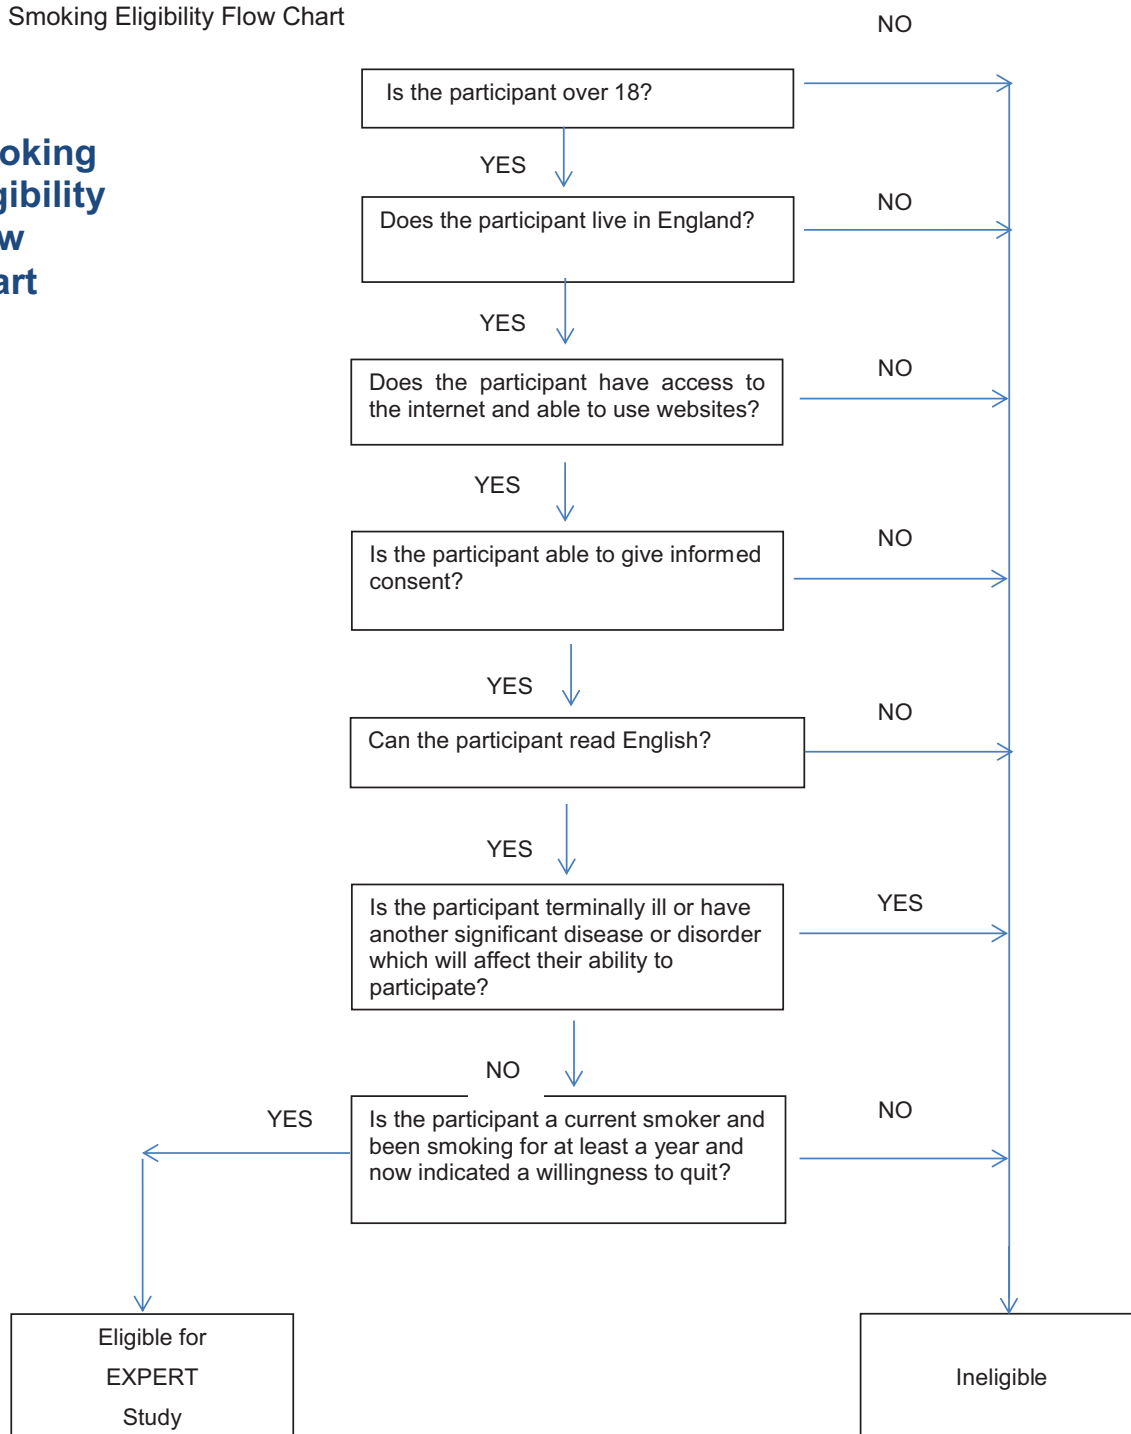 Smoking Eligibility Flow Chart
NO
Is the participant over 18?
YES
Does the participant live in England?
NO
YES
Does the participant have access to
the internet and able to use websites?
NO
YES
Is the participant able to give informed
consent?
NO
YES
Can the participant read English?
NO
YES
Is the participant terminally ill or have
another significant disease or disorder
which will affect their ability to
participate?
YES
NO
YES
Is the participant a current smoker and
been smoking for at least a year and
now indicated a willingness to quit?
NO
Eligible for
EXPERT
Study
Ineligible